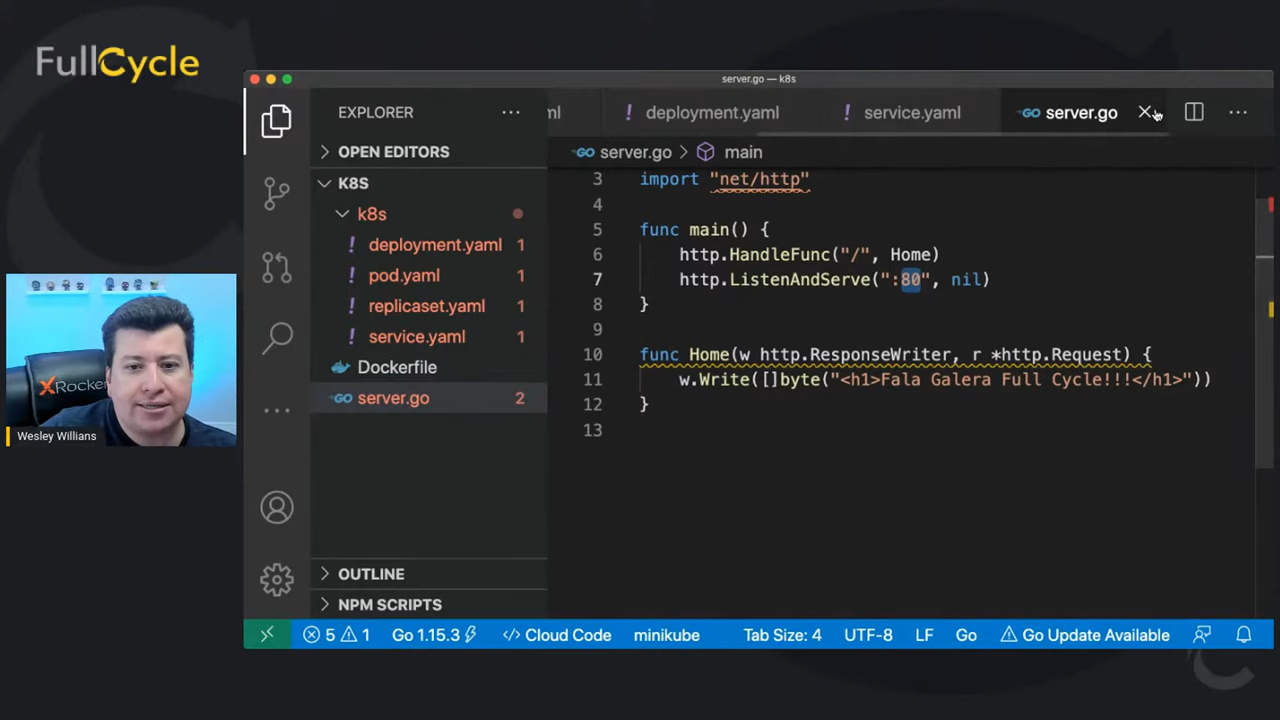 FullCycle
server.go — k8s
EXPLORER
ml
deployment.yaml
service.yaml
server.go
OPEN EDITORS
server.go > main
K8S
k8s
deployment.yaml 1
pod.yaml 1
replicaset.yaml 1
service.yaml 1
Dockerfile
server.go 2
OUTLINE
NPM SCRIPTS
3 import "net/http"
4
5 func main() {
6 http.HandleFunc("/", Home)
7 http.ListenAndServe(":80", nil)
8 }
9
10 func Home(w http.ResponseWriter, r *http.Request) {
11 w.Write([]byte("<h1>Fala Galera Full Cycle!!!</h1>"))
12 }
13
XRocker
Wesley Willians
5 1 Go 1.15.3 Cloud Code minikube Tab Size: 4 UTF-8 LF Go Go Update Available